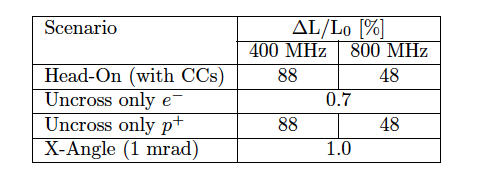 Scenario ΔL/L₀ [%]
400 MHz 800 MHz
Head-On (with CCs) 88 48
Uncross only e⁻ 0.7
Uncross only p⁺ 88 48
X-Angle (1 mrad) 1.0